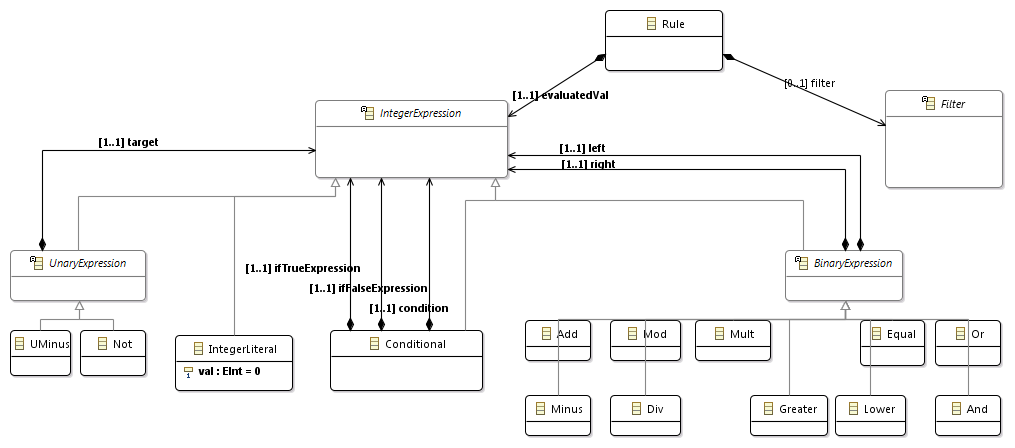 Rule
[0..1] filter
[1..1] evaluatedVal
IntegerExpression
Filter
[1..1] target
[1..1] left
[1..1] right
UnaryExpression
BinaryExpression
[1..1] ifTrueExpression
[1..1] ifFalseExpression
[1..1] condition
UMinus
Not
IntegerLiteral
val : EInt = 0
Conditional
Add
Mod
Mult
Equal
Or
Minus
Div
Greater
Lower
And